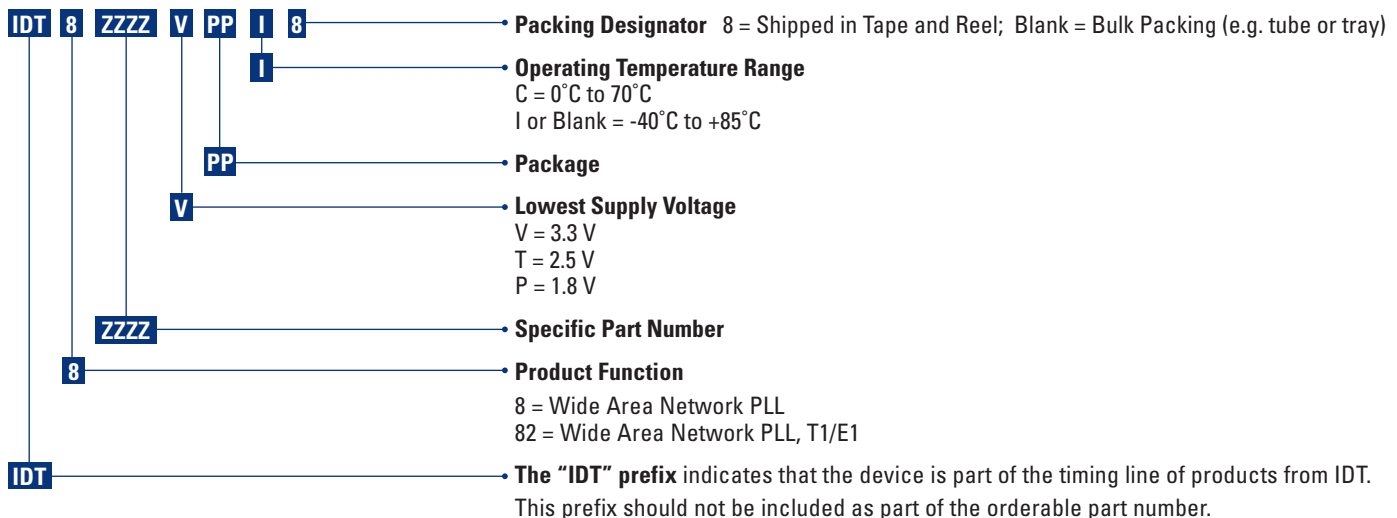 IDT 8 ZZZZ V PP I 8 Packing Designator 8 = Shipped in Tape and Reel; Blank = Bulk Packing (e.g. tube or tray)
I Operating Temperature Range
C = 0˚C to 70˚C
I or Blank = -40˚C to +85˚C
PP Package
V Lowest Supply Voltage
V = 3.3 V
T = 2.5 V
P = 1.8 V
ZZZZ Specific Part Number
8 Product Function
8 = Wide Area Network PLL
82 = Wide Area Network PLL, T1/E1
IDT The “IDT” prefix indicates that the device is part of the timing line of products from IDT.
This prefix should not be included as part of the orderable part number.